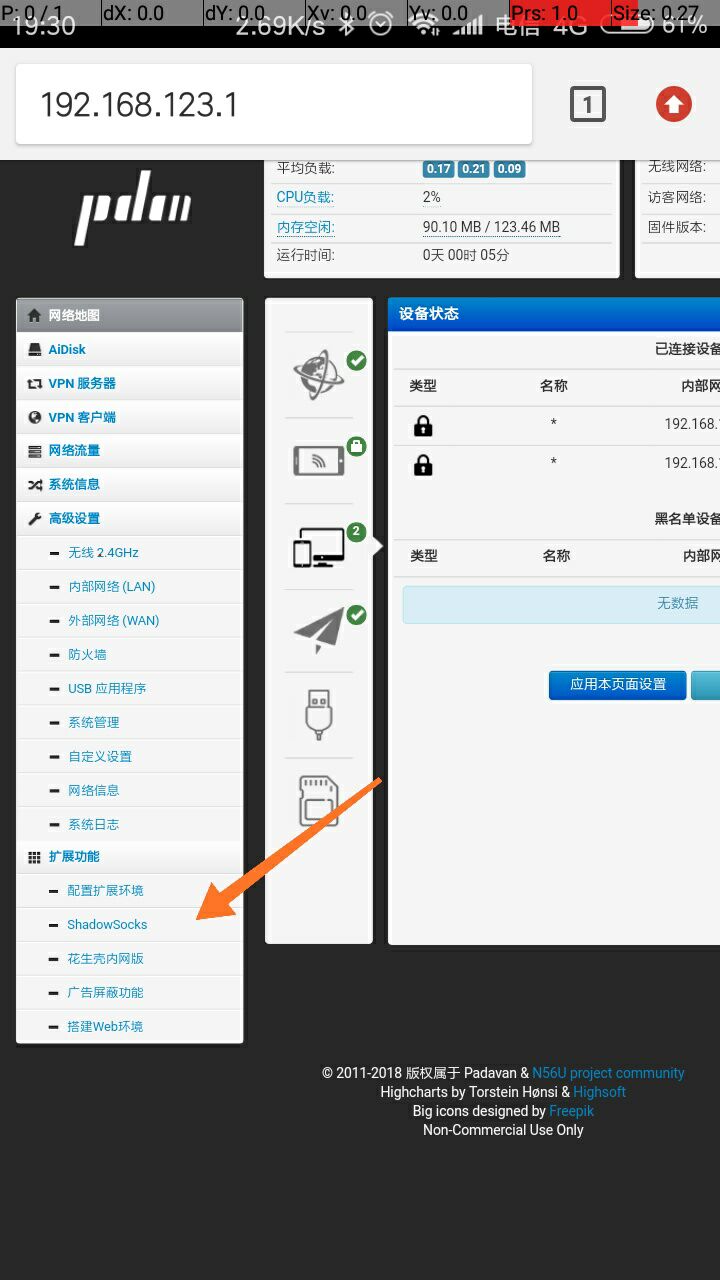 P: 0 / 1 dX: 0.0 dY: 0.0 Xv: 0.0 Yv: 0.0 Prs: 1.0 Size: 0.27
19:30 2.69K/s 电信 4G 61%
192.168.123.1 1
padavan
平均负载: 0.17 0.21 0.09
CPU负载: 2%
内存空闲: 90.10 MB / 123.46 MB
运行时间: 0天 00时 05分
无线网络:
访客网络:
固件版本:
网络地图
AiDisk
VPN 服务器
VPN 客户端
网络流量
系统信息
高级设置
无线 2.4GHz
内部网络 (LAN)
外部网络 (WAN)
防火墙
USB 应用程序
系统管理
自定义设置
网络信息
系统日志
扩展功能
配置扩展环境
ShadowSocks
花生壳内网版
广告屏蔽功能
搭建Web环境
2
设备状态
已连接设备
类型 名称 内部网
* 192.168.
* 192.168.
黑名单设备
类型 名称 内部网
无数据
应用本页面设置
© 2011-2018 版权属于 Padavan & N56U project community
Highcharts by Torstein Hønsi & Highsoft
Big icons designed by Freepik
Non-Commercial Use Only